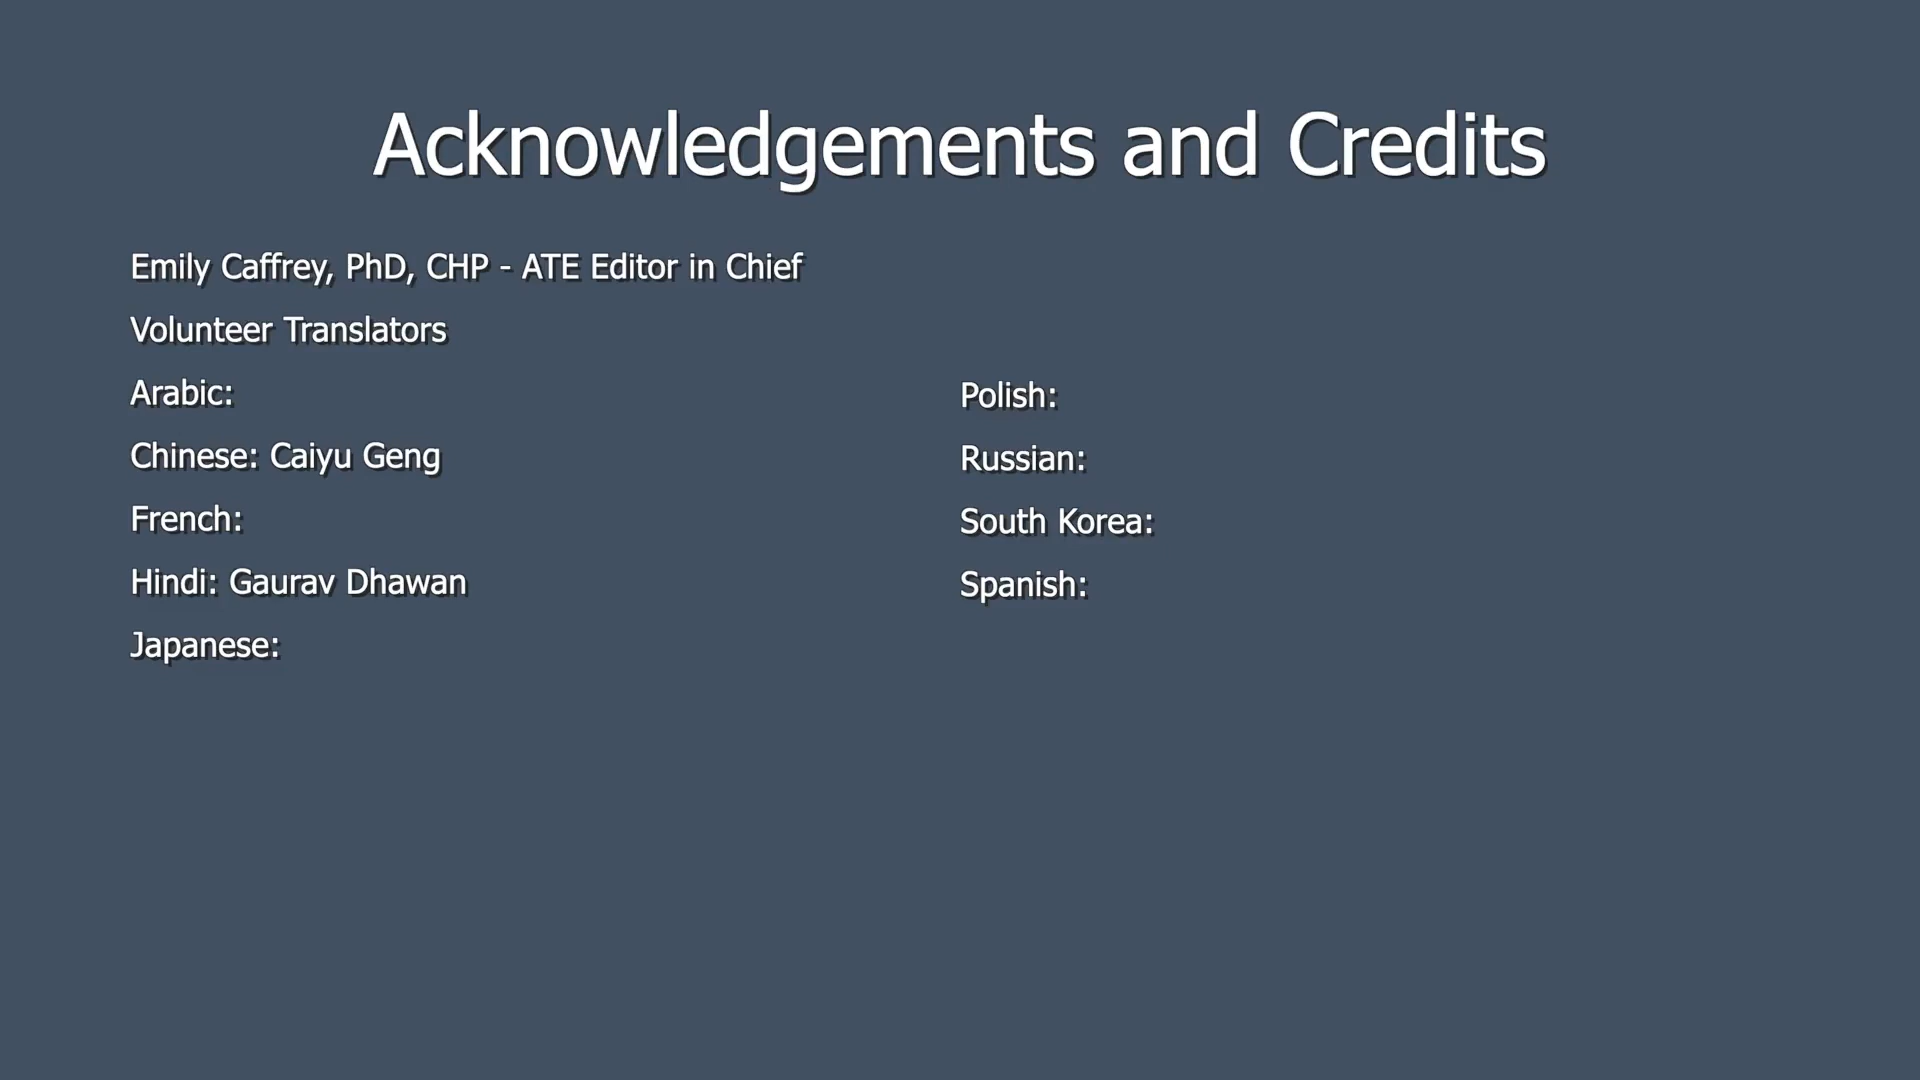 Acknowledgements and Credits
Emily Caffrey, PhD, CHP - ATE Editor in Chief
Volunteer Translators
Arabic:
Chinese: Caiyu Geng
French:
Hindi: Gaurav Dhawan
Japanese:
Polish:
Russian:
South Korea:
Spanish: